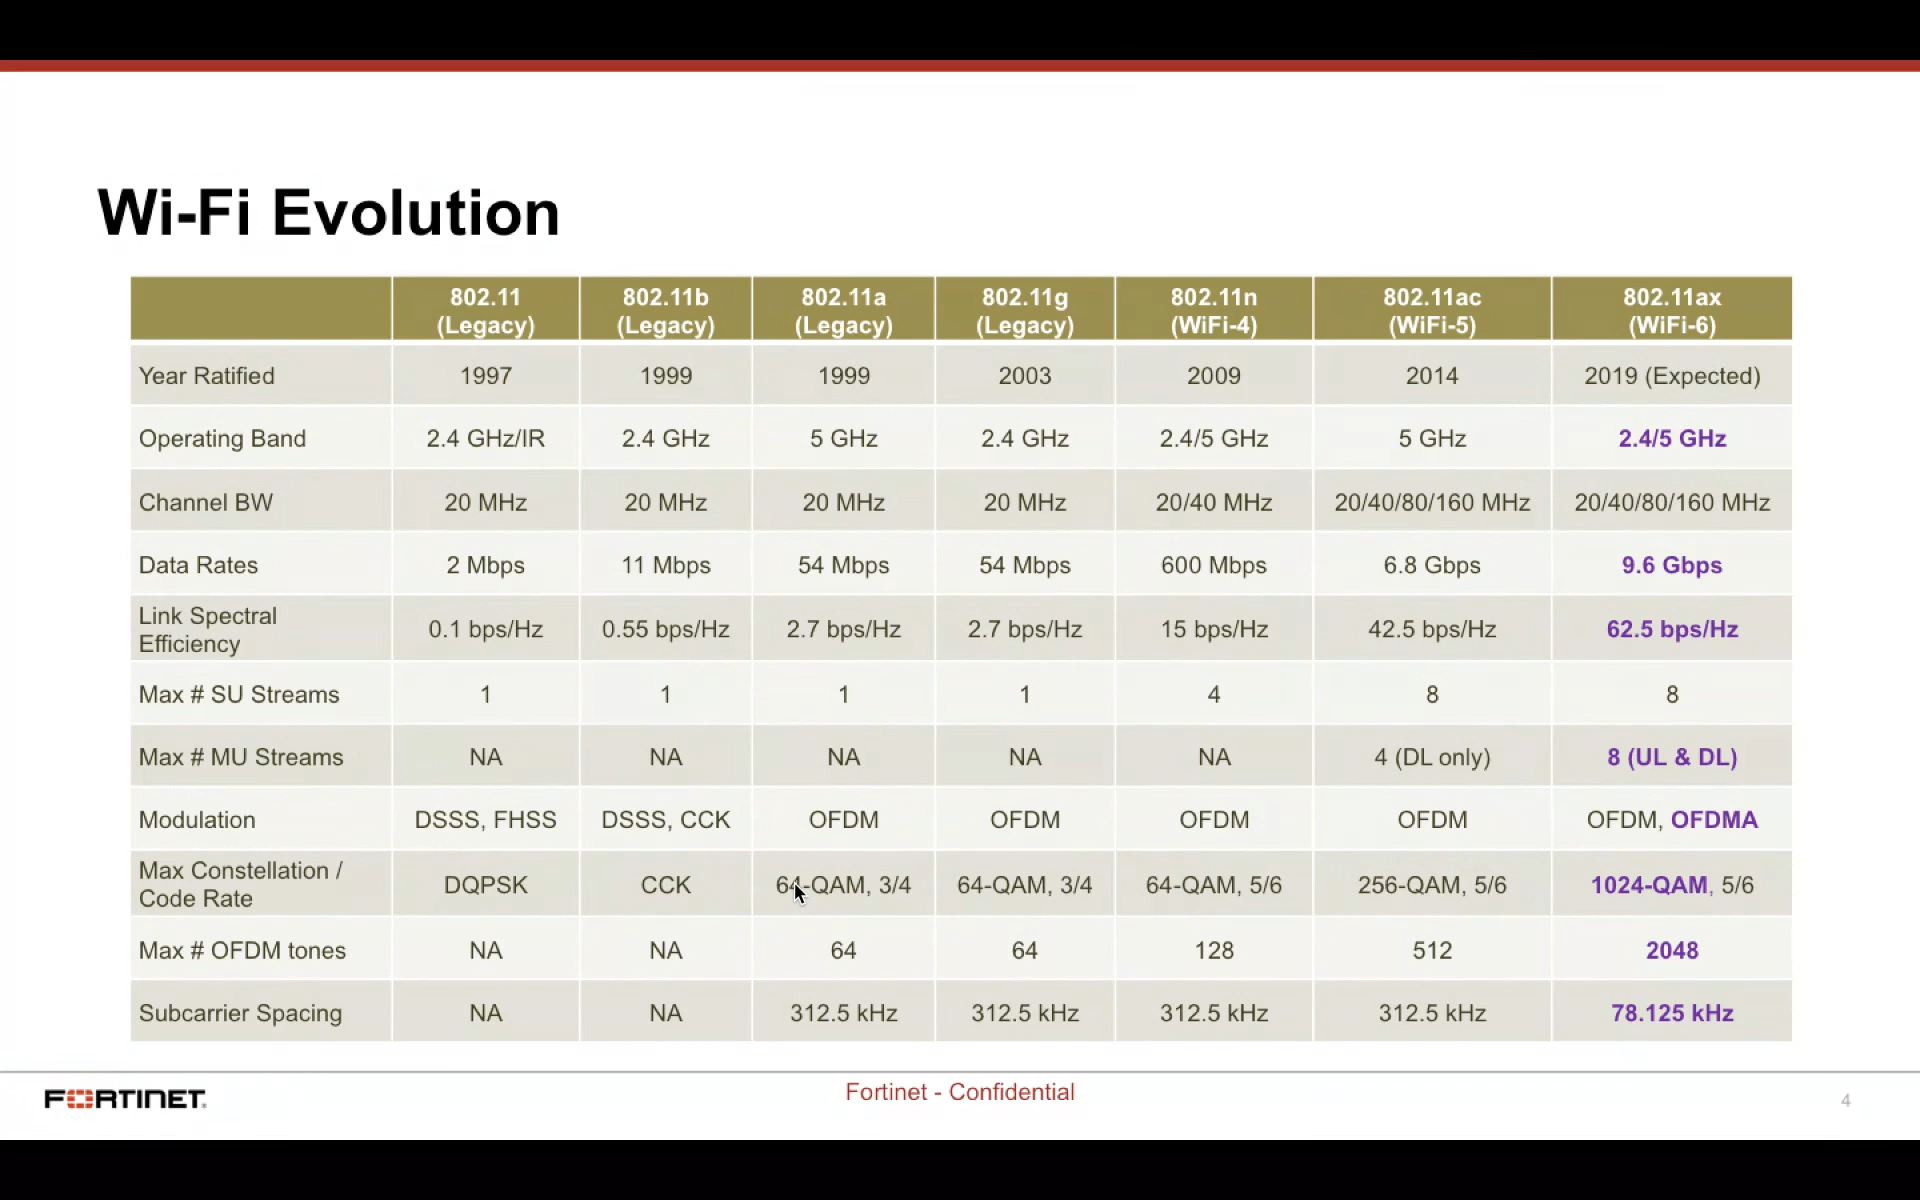 Wi-Fi Evolution
802.11 (Legacy) 802.11b (Legacy) 802.11a (Legacy) 802.11g (Legacy) 802.11n (WiFi-4) 802.11ac (WiFi-5) 802.11ax (WiFi-6)
Year Ratified 1997 1999 1999 2003 2009 2014 2019 (Expected)
Operating Band 2.4 GHz/IR 2.4 GHz 5 GHz 2.4 GHz 2.4/5 GHz 5 GHz 2.4/5 GHz
Channel BW 20 MHz 20 MHz 20 MHz 20 MHz 20/40 MHz 20/40/80/160 MHz 20/40/80/160 MHz
Data Rates 2 Mbps 11 Mbps 54 Mbps 54 Mbps 600 Mbps 6.8 Gbps 9.6 Gbps
Link Spectral Efficiency 0.1 bps/Hz 0.55 bps/Hz 2.7 bps/Hz 2.7 bps/Hz 15 bps/Hz 42.5 bps/Hz 62.5 bps/Hz
Max # SU Streams 1 1 1 1 4 8 8
Max # MU Streams NA NA NA NA NA 4 (DL only) 8 (UL & DL)
Modulation DSSS, FHSS DSSS, CCK OFDM OFDM OFDM OFDM OFDM, OFDMA
Max Constellation / Code Rate DQPSK CCK 64-QAM, 3/4 64-QAM, 3/4 64-QAM, 5/6 256-QAM, 5/6 1024-QAM, 5/6
Max # OFDM tones NA NA 64 64 128 512 2048
Subcarrier Spacing NA NA 312.5 kHz 312.5 kHz 312.5 kHz 312.5 kHz 78.125 kHz
FORTINET
Fortinet - Confidential
4